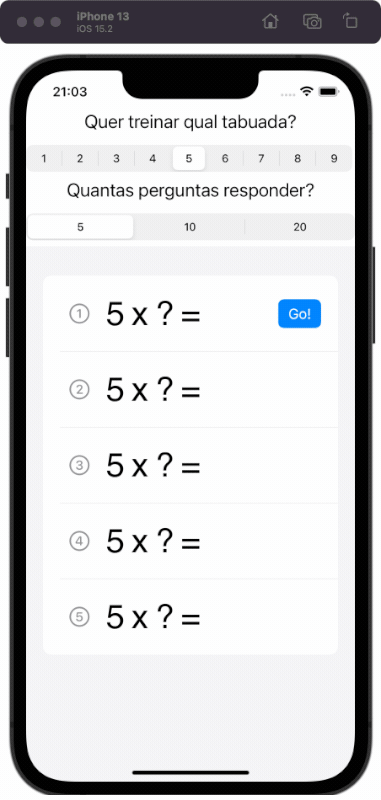 iPhone 13
iOS 15.2
21:03
Quer treinar qual tabuada?
1 2 3 4 5 6 7 8 9
Quantas perguntas responder?
5 10 20
1 5 x ? = Go!
2 5 x ? =
3 5 x ? =
4 5 x ? =
5 5 x ? =